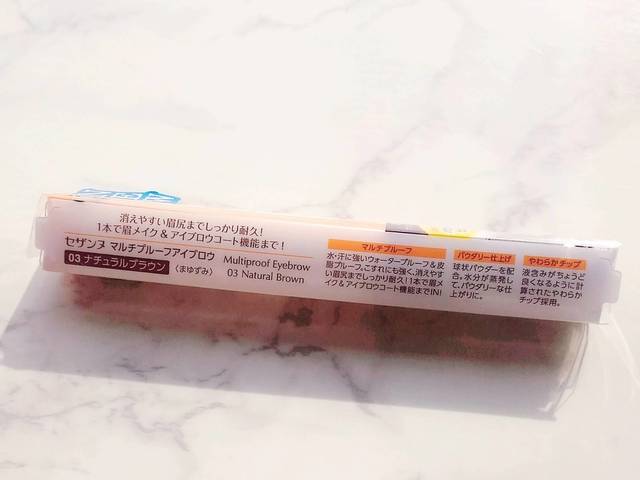 消えやすい眉尻までしっかり耐久!
1本で眉メイク&アイブロウコート機能まで!
セザンヌ マルチプルーフアイブロウ
03 ナチュラルブラウン
〈まゆずみ〉
Multiproof Eyebrow
03 Natural Brown
マルチプルーフ
水・汗に強いウォータープルーフ&皮
脂プルーフ。こすれにも強く、消えやす
い眉尻までしっかり耐久!1本で眉メ
イク&アイブロウコート機能までIN!
パウダリー仕上げ
球状パウダーを配
合。水分が蒸発し
て、パウダリーな仕
上がりに。
やわらかチップ
液含みがちょうど
良くなるように計
算されたやわらか
チップ採用。